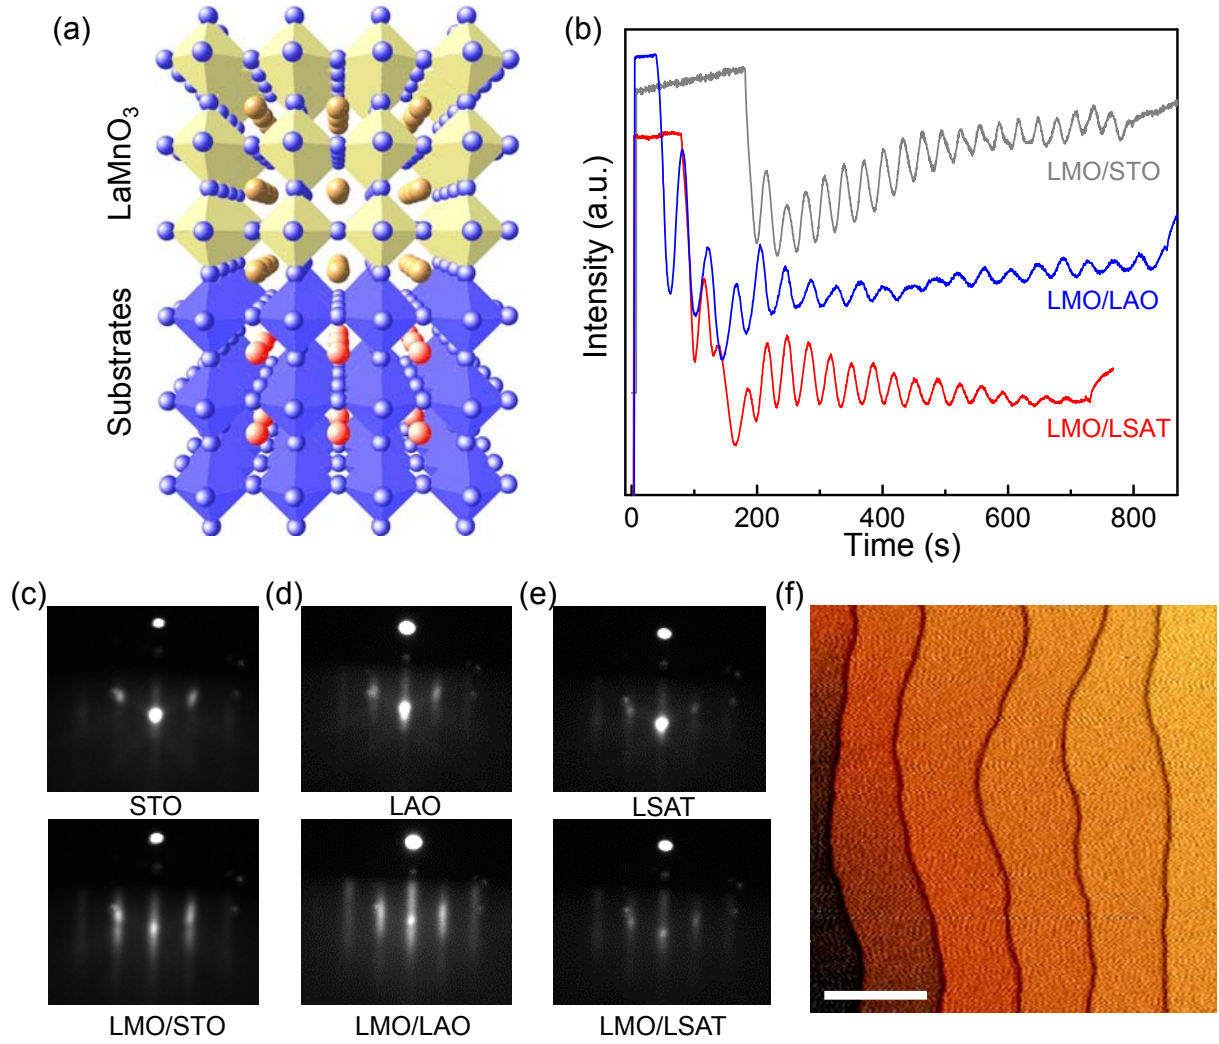 (a)
LaMnO₃
Substrates
(b)
Intensity (a.u.)
LMO/STO
LMO/LAO
LMO/LSAT
0 200 400 600 800
Time (s)
(c) (d) (e) (f)
STO LAO LSAT
LMO/STO LMO/LAO LMO/LSAT